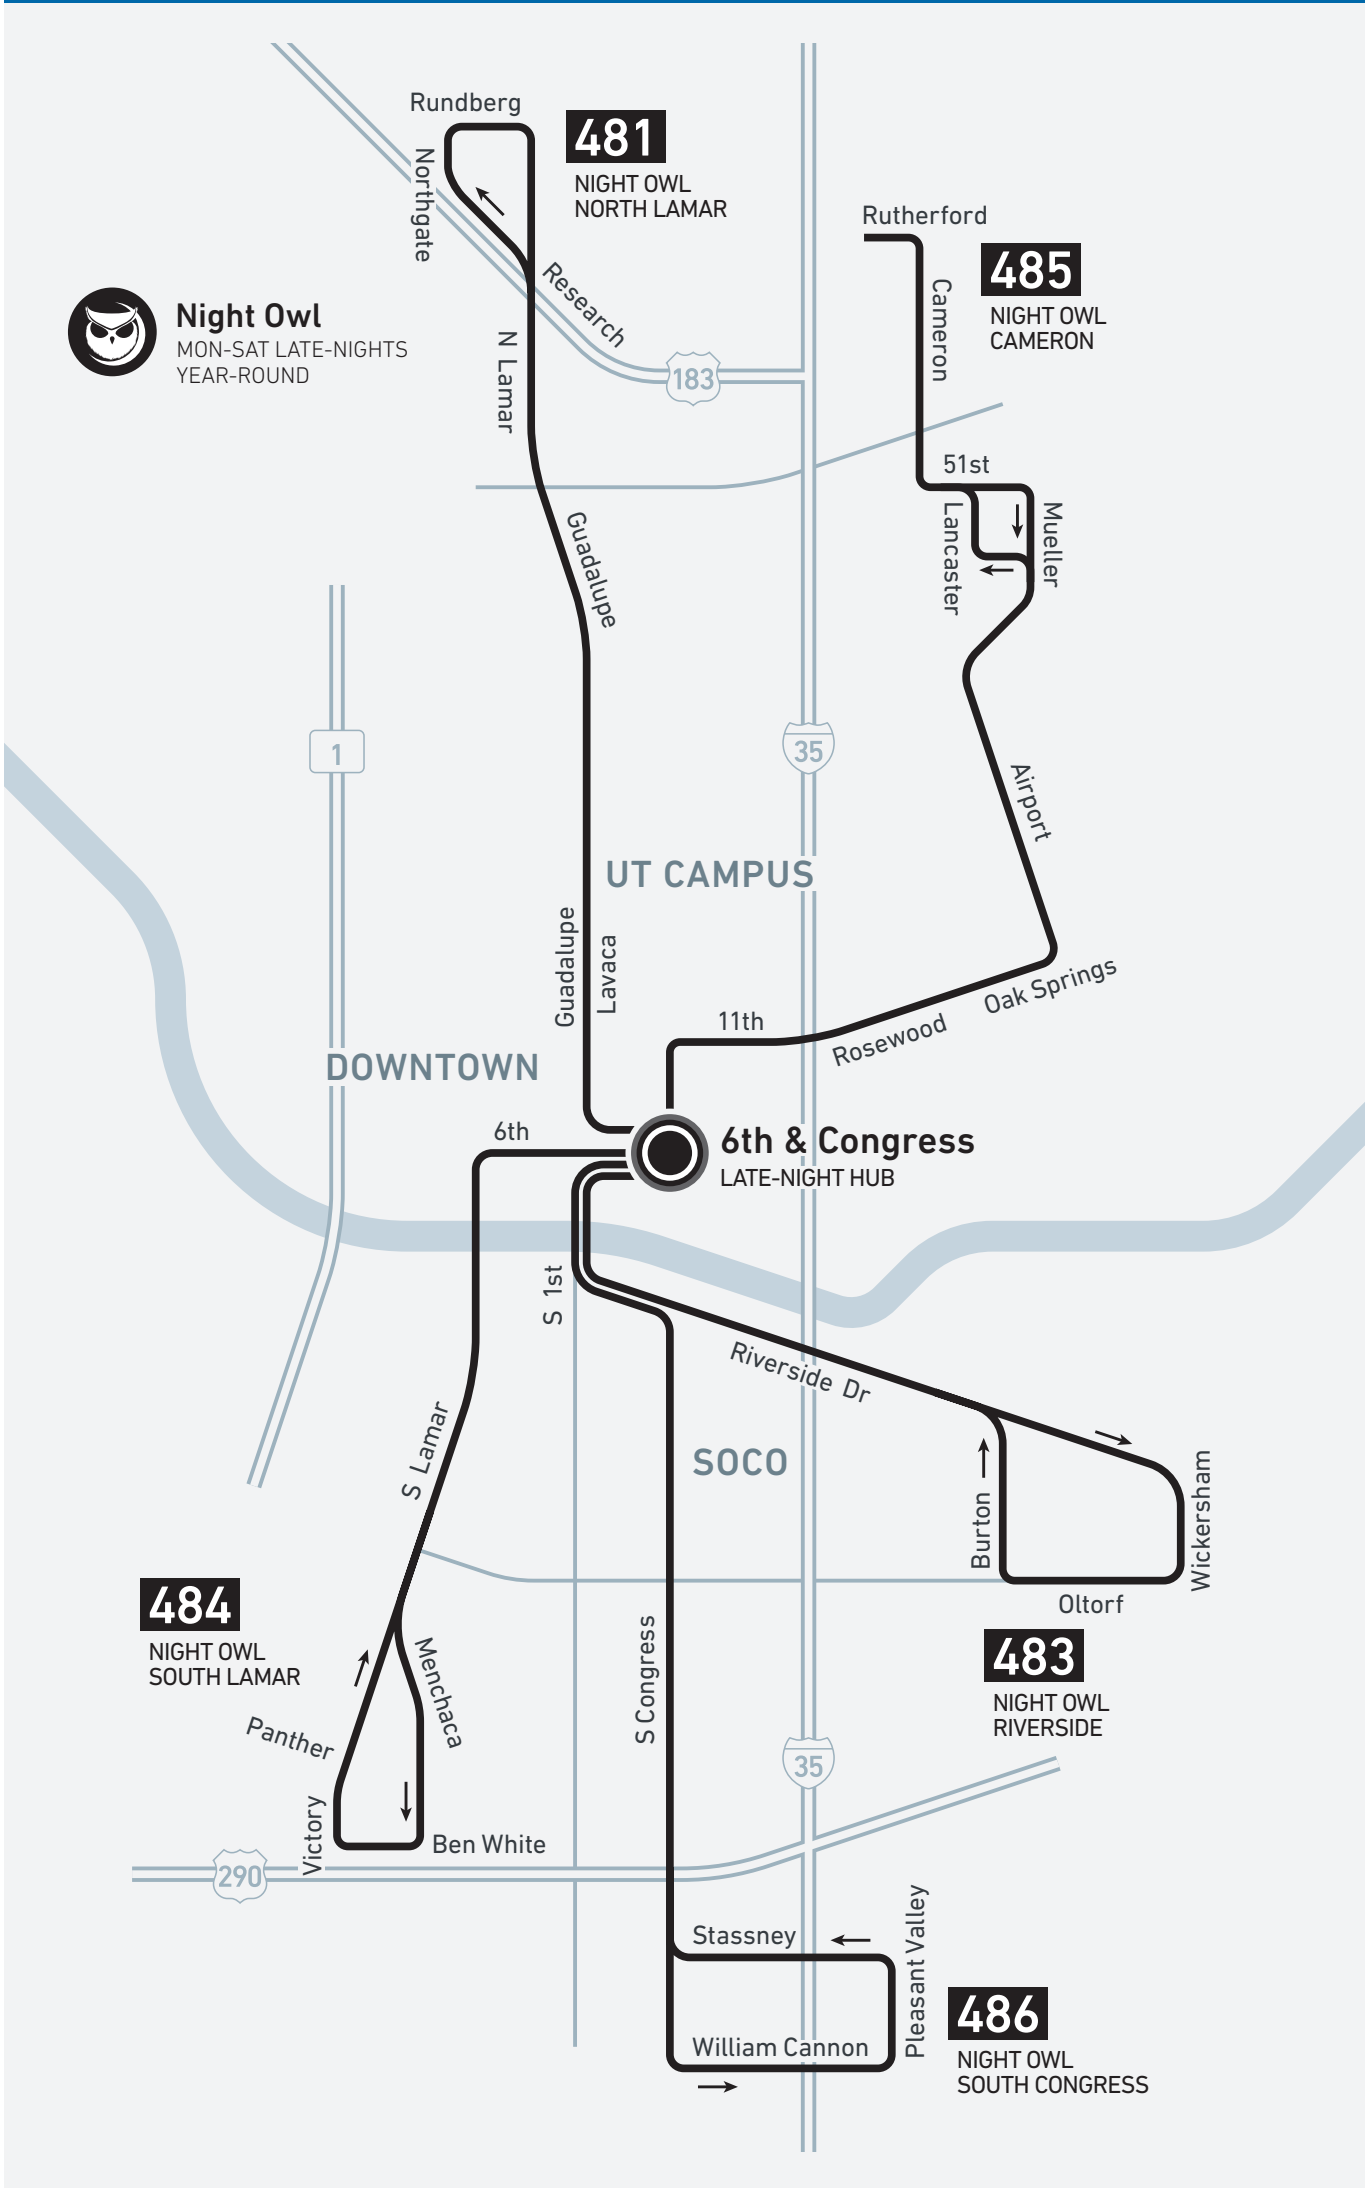 Rundberg
481
NIGHT OWL
NORTH LAMAR
Northgate
Research
N Lamar
183
Rutherford
485
NIGHT OWL
CAMERON
Cameron
Night Owl
MON-SAT LATE-NIGHTS
YEAR-ROUND
51st
Lancaster
Mueller
Guadalupe
1
35
Airport
UT CAMPUS
Guadalupe
Lavaca
Oak Springs
11th
Rosewood
DOWNTOWN
6th
6th & Congress
LATE-NIGHT HUB
S 1st
Riverside Dr
S Lamar
SOCO
Burton
Wickersham
Oltorf
484
NIGHT OWL
SOUTH LAMAR
483
NIGHT OWL
RIVERSIDE
Menchaca
S Congress
Panther
35
Victory
Ben White
290
Stassney
Pleasant Valley
486
William Cannon
NIGHT OWL
SOUTH CONGRESS